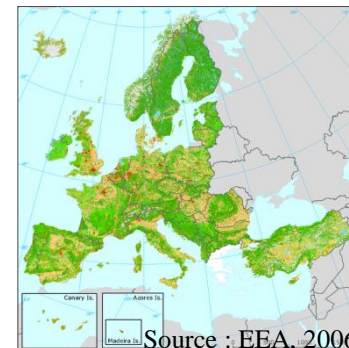 Canary Is.
Azores Is.
Madeira Is.
Source : EEA, 2006